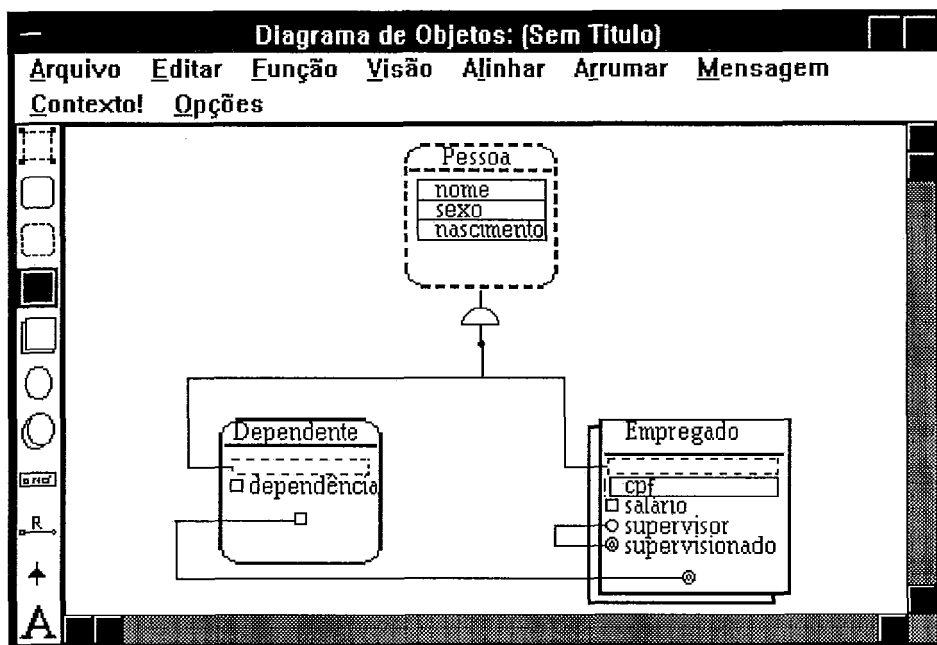 Diagrama de Objetos: (Sem Titulo)
Arquivo Editar Função Visão Alinhar Arrumar Mensagem
Contexto! Opções
Pessoa
nome
sexo
nascimento
Dependente
dependência
Empregado
cpf
salário
supervisor
supervisionado
R
A